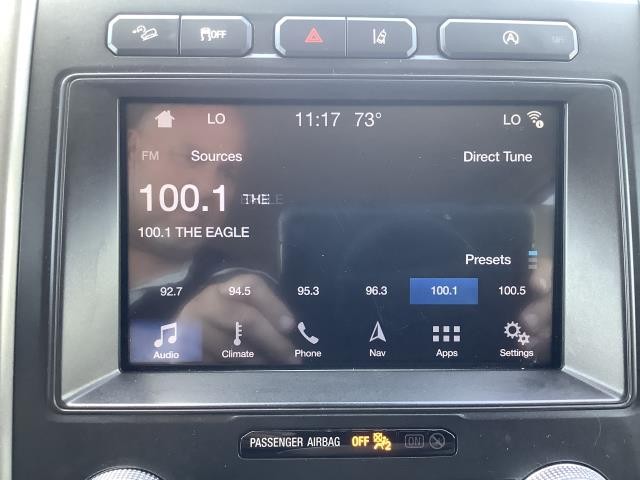 OFF
LO 11:17 73° LO
FM Sources Direct Tune
100.1 THE
100.1 THE EAGLE
Presets
92.7 94.5 95.3 96.3 100.1 100.5
Audio Climate Phone Nav Apps Settings
PASSENGER AIRBAG OFF 2 ON